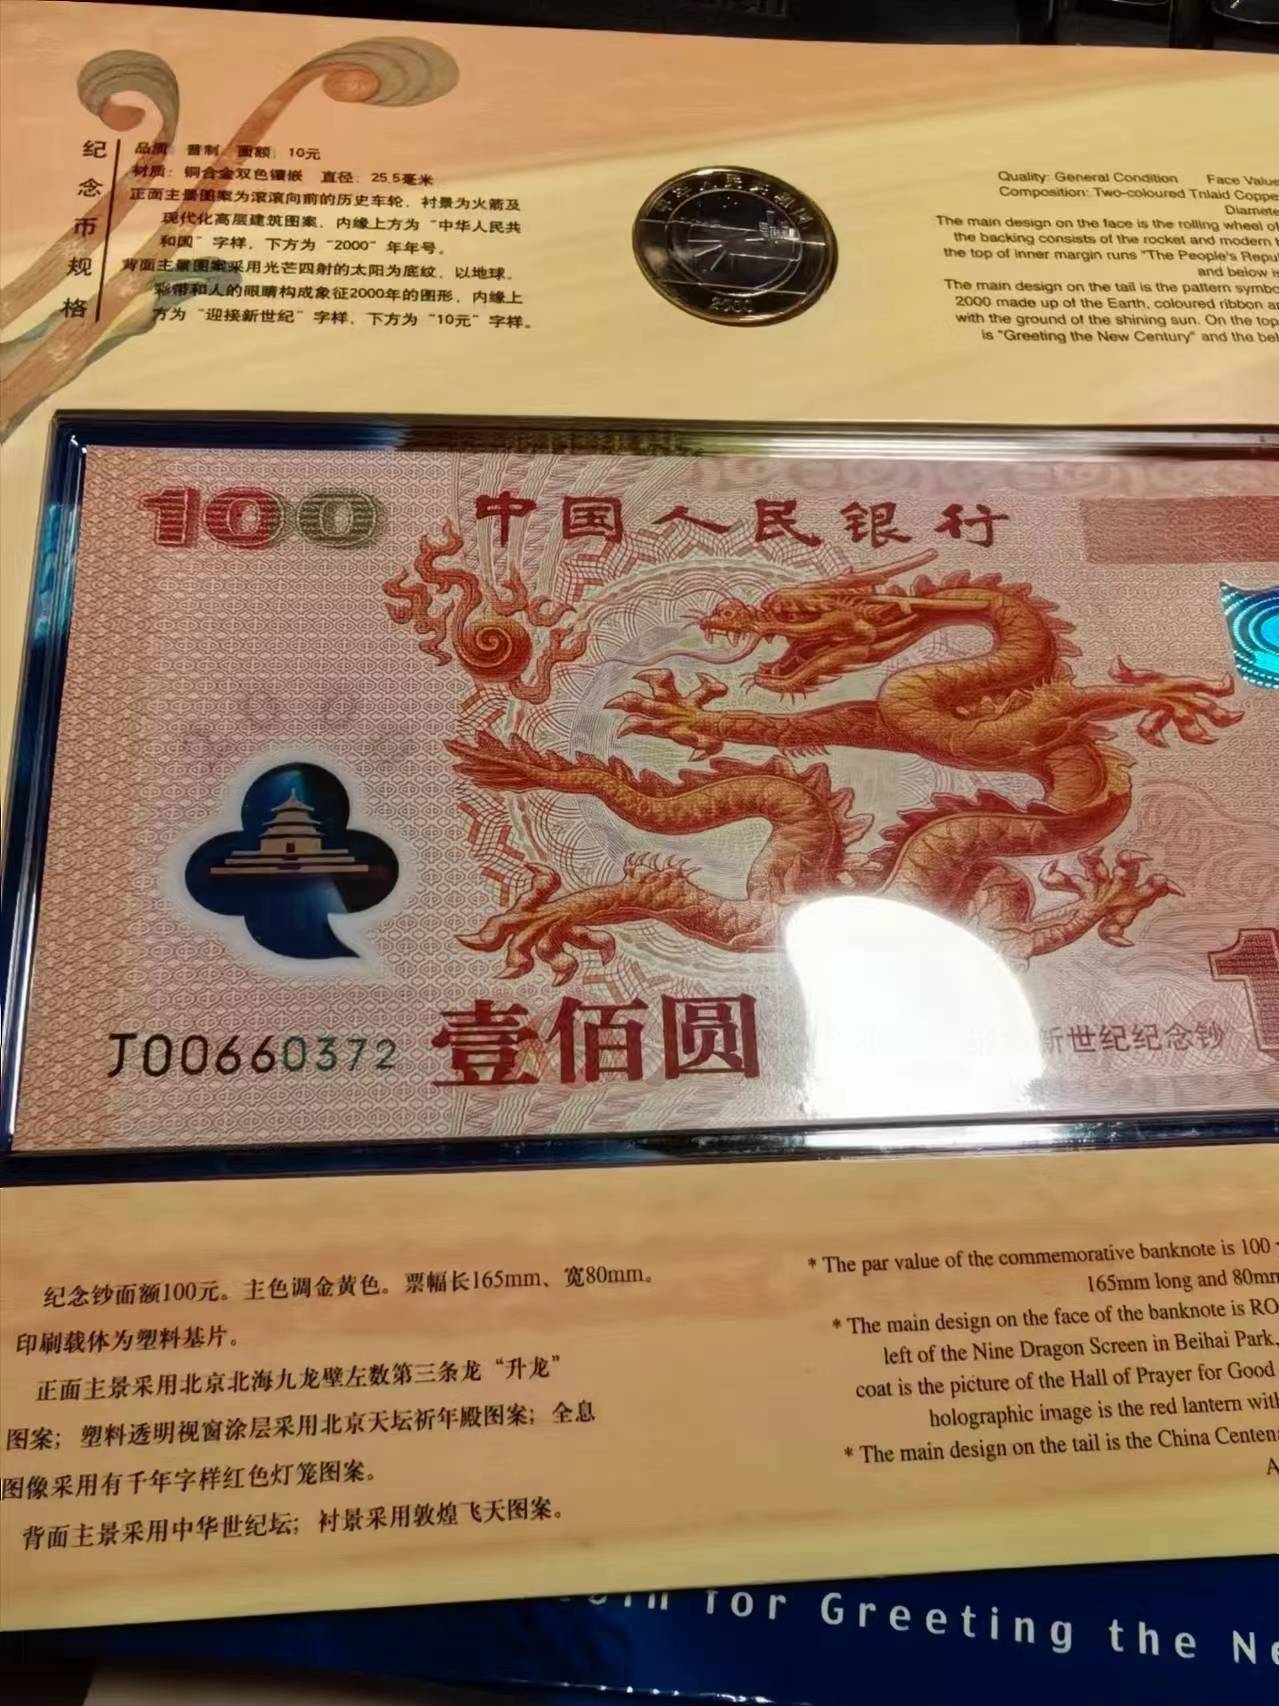 纪念币规格
品质：普制 面额：10元
材质：铜合金双色镶嵌 直径：25.5毫米
正面主景图案为滚滚向前的历史车轮，衬景为火箭及
现代化高层建筑图案，内缘上方为“中华人民共
和国”字样，下方为“2000”年年号。
背面主景图案采用光芒四射的太阳为底纹，以地球，
彩带和人的眼睛构成象征2000年的图形，内缘上
方为“迎接新世纪”字样，下方为“10元”字样。
中华人民共和国
2000
Quality: General Condition Face Value
Composition: Two-coloured Tnlaid Coppe
Diamete
The main design on the face is the rolling wheel of
the backing consists of the rocket and modern
the top of inner margin runs "The People's Repu
and below is
The main design on the tail is the pattern symbo
2000 made up of the Earth, coloured ribbon an
with the ground of the shining sun. On the top
is "Greeting the New Century" and the bel
100 中国人民银行
J00660372
壹佰圆
新世纪纪念钞
1
纪念钞面额100元。主色调金黄色。票幅长165mm、宽80mm。
印刷载体为塑料基片。
正面主景采用北京北海九龙壁左数第三条龙“升龙”
图案；塑料透明视窗涂层采用北京天坛祈年殿图案；全息
图像采用有千年字样红色灯笼图案。
背面主景采用中华世纪坛；衬景采用敦煌飞天图案。
* The par value of the commemorative banknote is 100
165mm long and 80mm
* The main design on the face of the banknote is RO
left of the Nine Dragon Screen in Beihai Park,
coat is the picture of the Hall of Prayer for Good
holographic image is the red lantern with
* The main design on the tail is the China Centena
A
Coin for Greeting the Ne